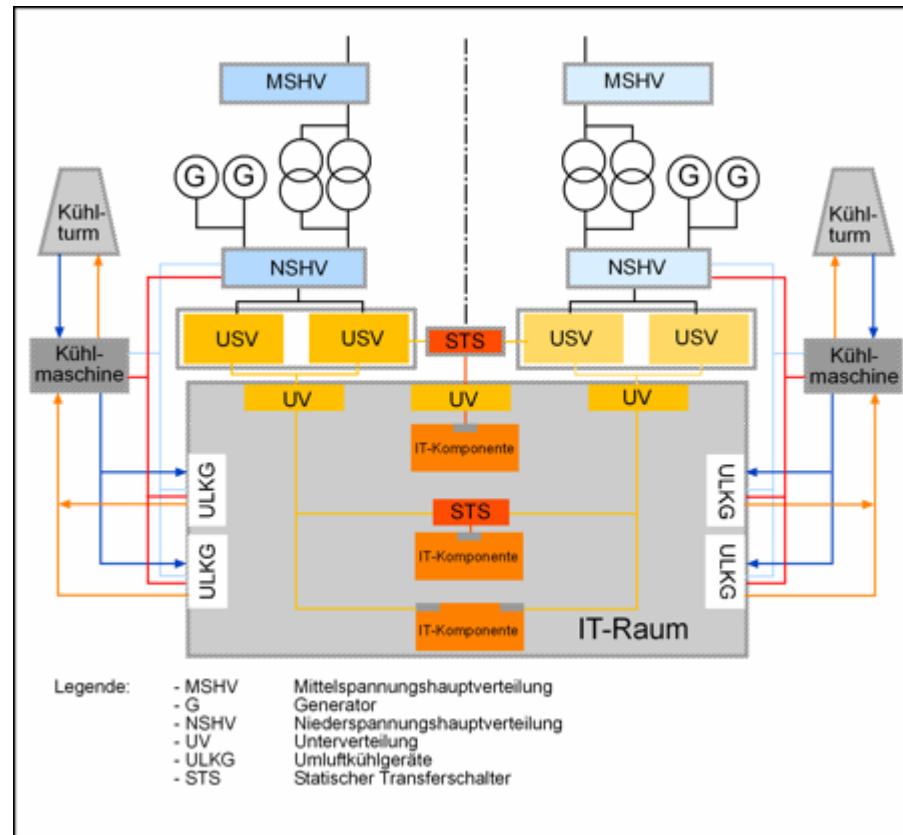 MSHV
MSHV
G G
G G
Kühl-
turm
Kühl-
turm
NSHV
NSHV
USV USV
STS
USV USV
Kühl-
maschine
Kühl-
maschine
UV
UV
UV
IT-Komponente
ULKG
ULKG
STS
IT-Komponente
ULKG
ULKG
IT-Komponente
IT-Raum
Legende:
- MSHV Mittelspannungshauptverteilung
- G Generator
- NSHV Niederspannungshauptverteilung
- UV Unterverteilung
- ULKG Umluftkühlgeräte
- STS Statischer Transferschalter